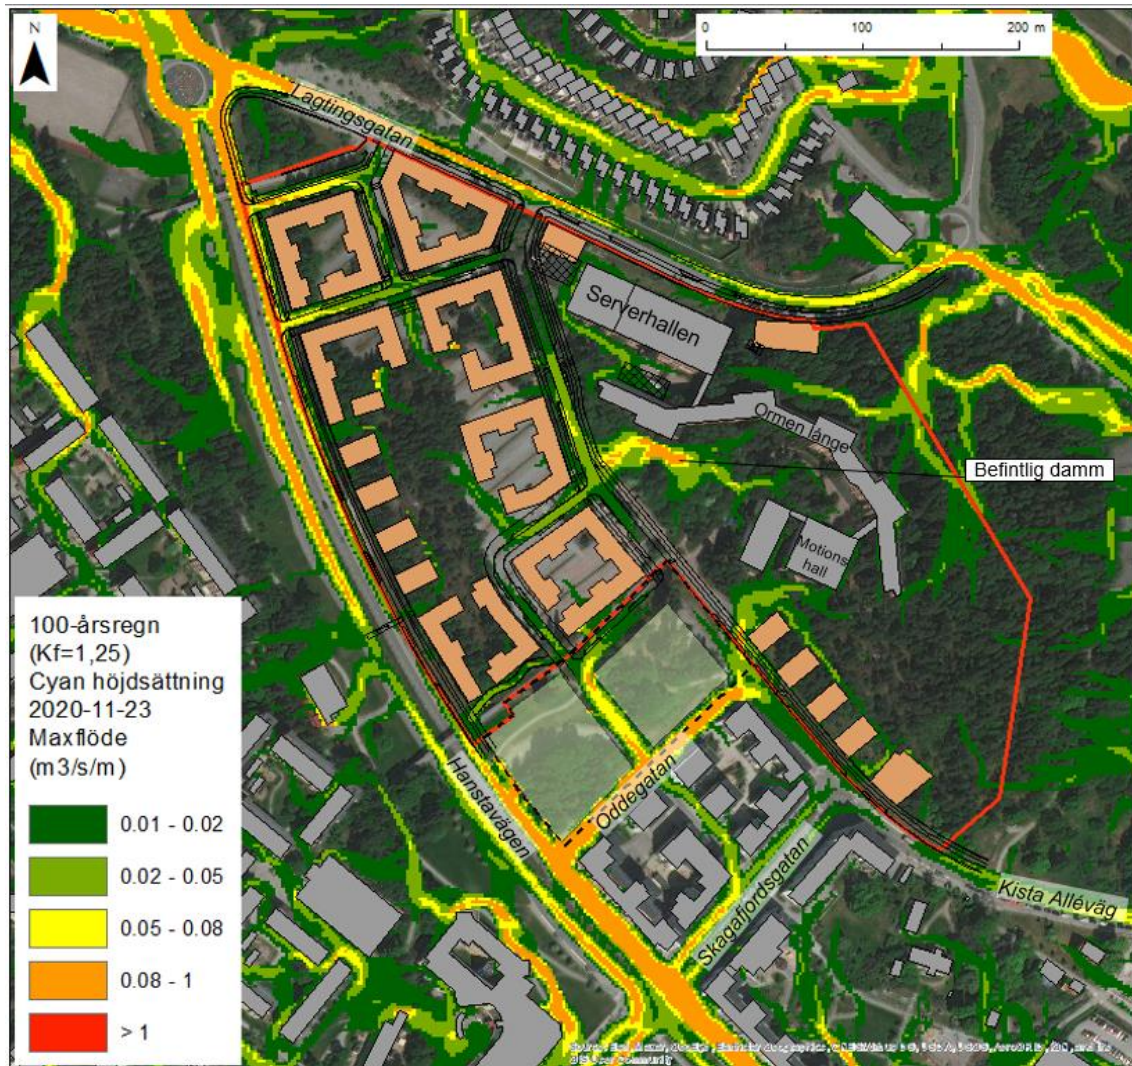 N
0 100 200 m
Lagtingsgatan
Serverhallen
Ormen långe
Befintlig damm
Motions
hall
100-årsregn
(Kf=1,25)
Cyan höjdsättning
2020-11-23
Maxflöde
(m3/s/m)
0.01 - 0.02
0.02 - 0.05
0.05 - 0.08
0.08 - 1
> 1
Hanstavägen
Oddegatan
Skagafjordsgatan
Kista Alléväg